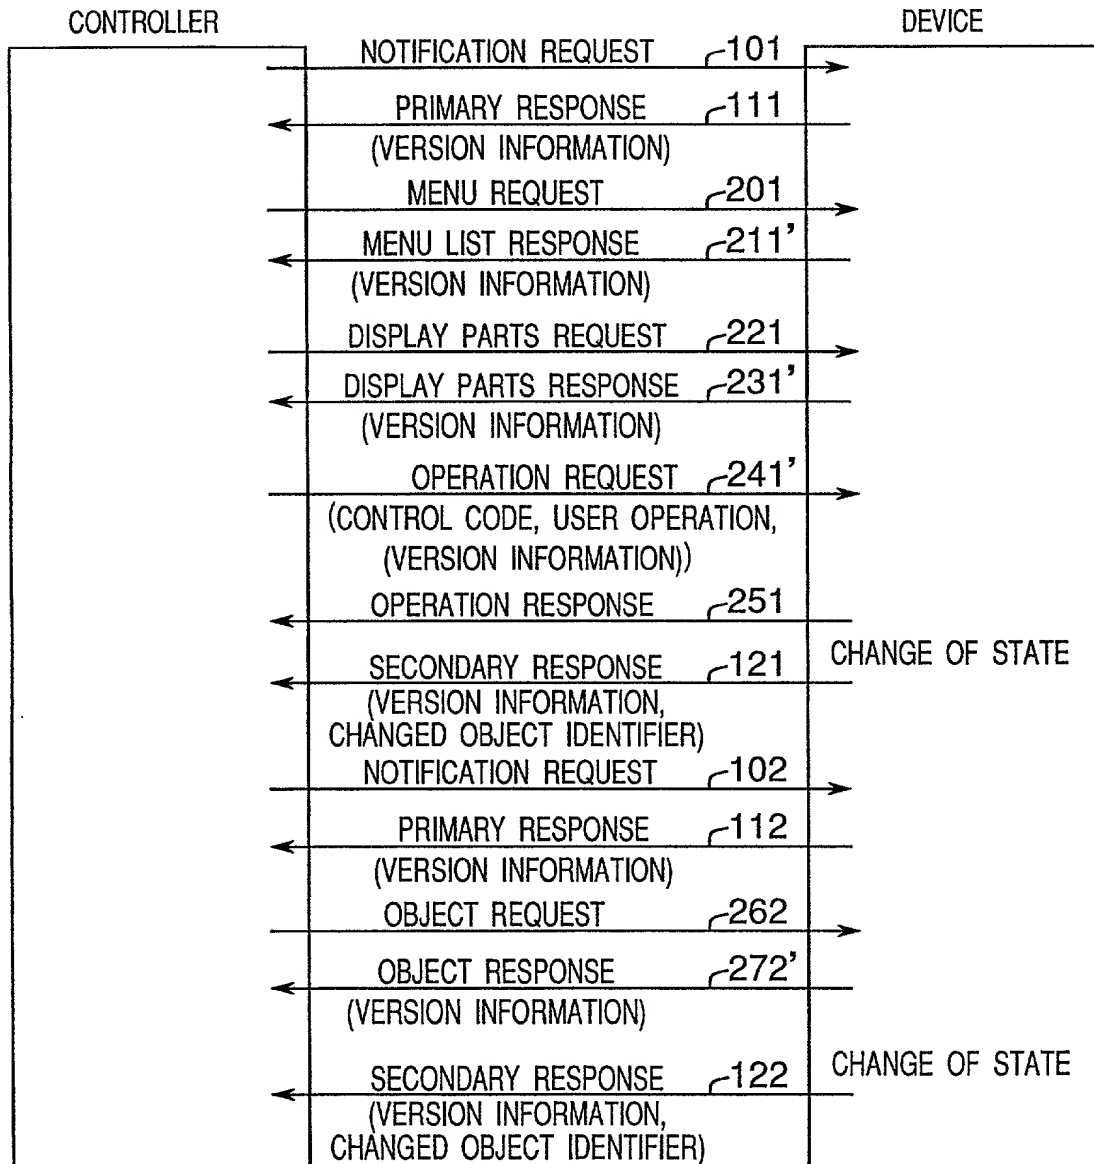 CONTROLLER
DEVICE
NOTIFICATION REQUEST 101
PRIMARY RESPONSE 111
(VERSION INFORMATION)
MENU REQUEST 201
MENU LIST RESPONSE 211'
(VERSION INFORMATION)
DISPLAY PARTS REQUEST 221
DISPLAY PARTS RESPONSE 231'
(VERSION INFORMATION)
OPERATION REQUEST 241'
(CONTROL CODE, USER OPERATION,
(VERSION INFORMATION))
OPERATION RESPONSE 251
CHANGE OF STATE
SECONDARY RESPONSE 121
(VERSION INFORMATION,
CHANGED OBJECT IDENTIFIER)
NOTIFICATION REQUEST 102
PRIMARY RESPONSE 112
(VERSION INFORMATION)
OBJECT REQUEST 262
OBJECT RESPONSE 272'
(VERSION INFORMATION)
CHANGE OF STATE
SECONDARY RESPONSE 122
(VERSION INFORMATION,
CHANGED OBJECT IDENTIFIER)